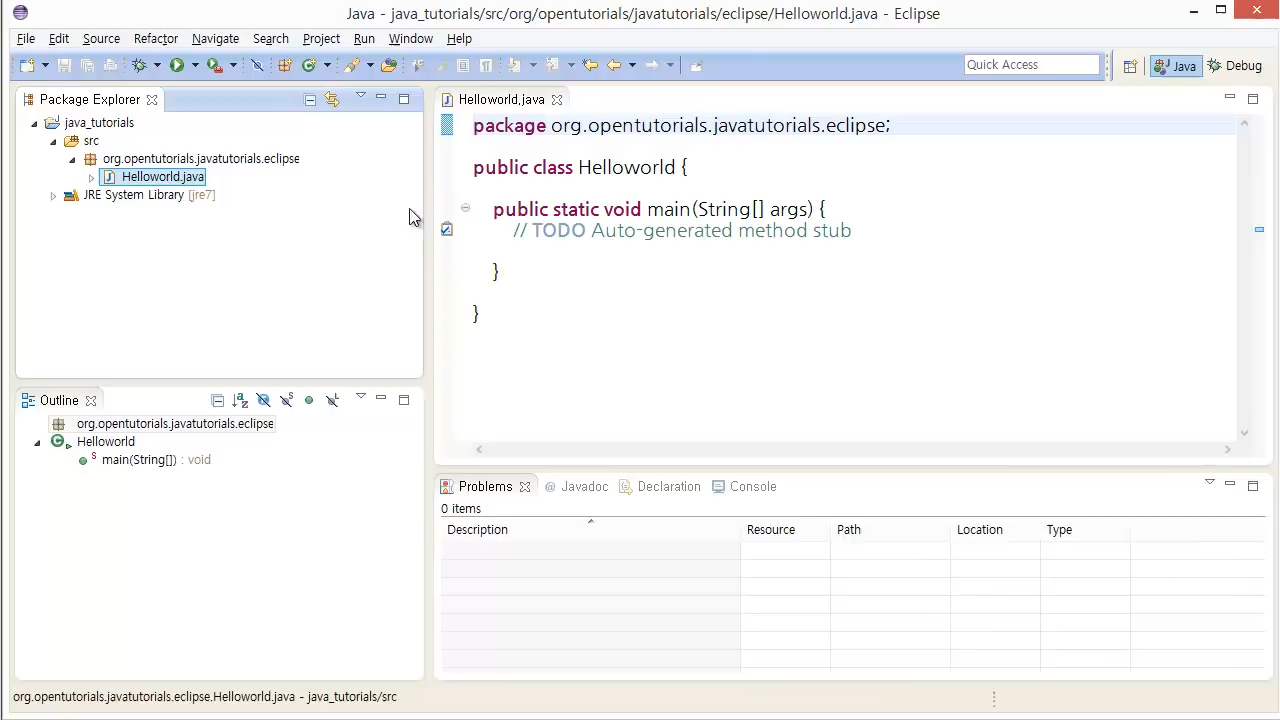 Java - java_tutorials/src/org/opentutorials/javatutorials/eclipse/Helloworld.java - Eclipse
File Edit Source Refactor Navigate Search Project Run Window Help
Quick Access
Java
Debug
Package Explorer
java_tutorials
src
org.opentutorials.javatutorials.eclipse
Helloworld.java
JRE System Library [jre7]
Helloworld.java
package org.opentutorials.javatutorials.eclipse;
public class Helloworld {
public static void main(String[] args) {
// TODO Auto-generated method stub
}
}
Outline
org.opentutorials.javatutorials.eclipse
Helloworld
main(String[]) : void
Problems @ Javadoc Declaration Console
0 items
Description Resource Path Location Type
org.opentutorials.javatutorials.eclipse.Helloworld.java - java_tutorials/src